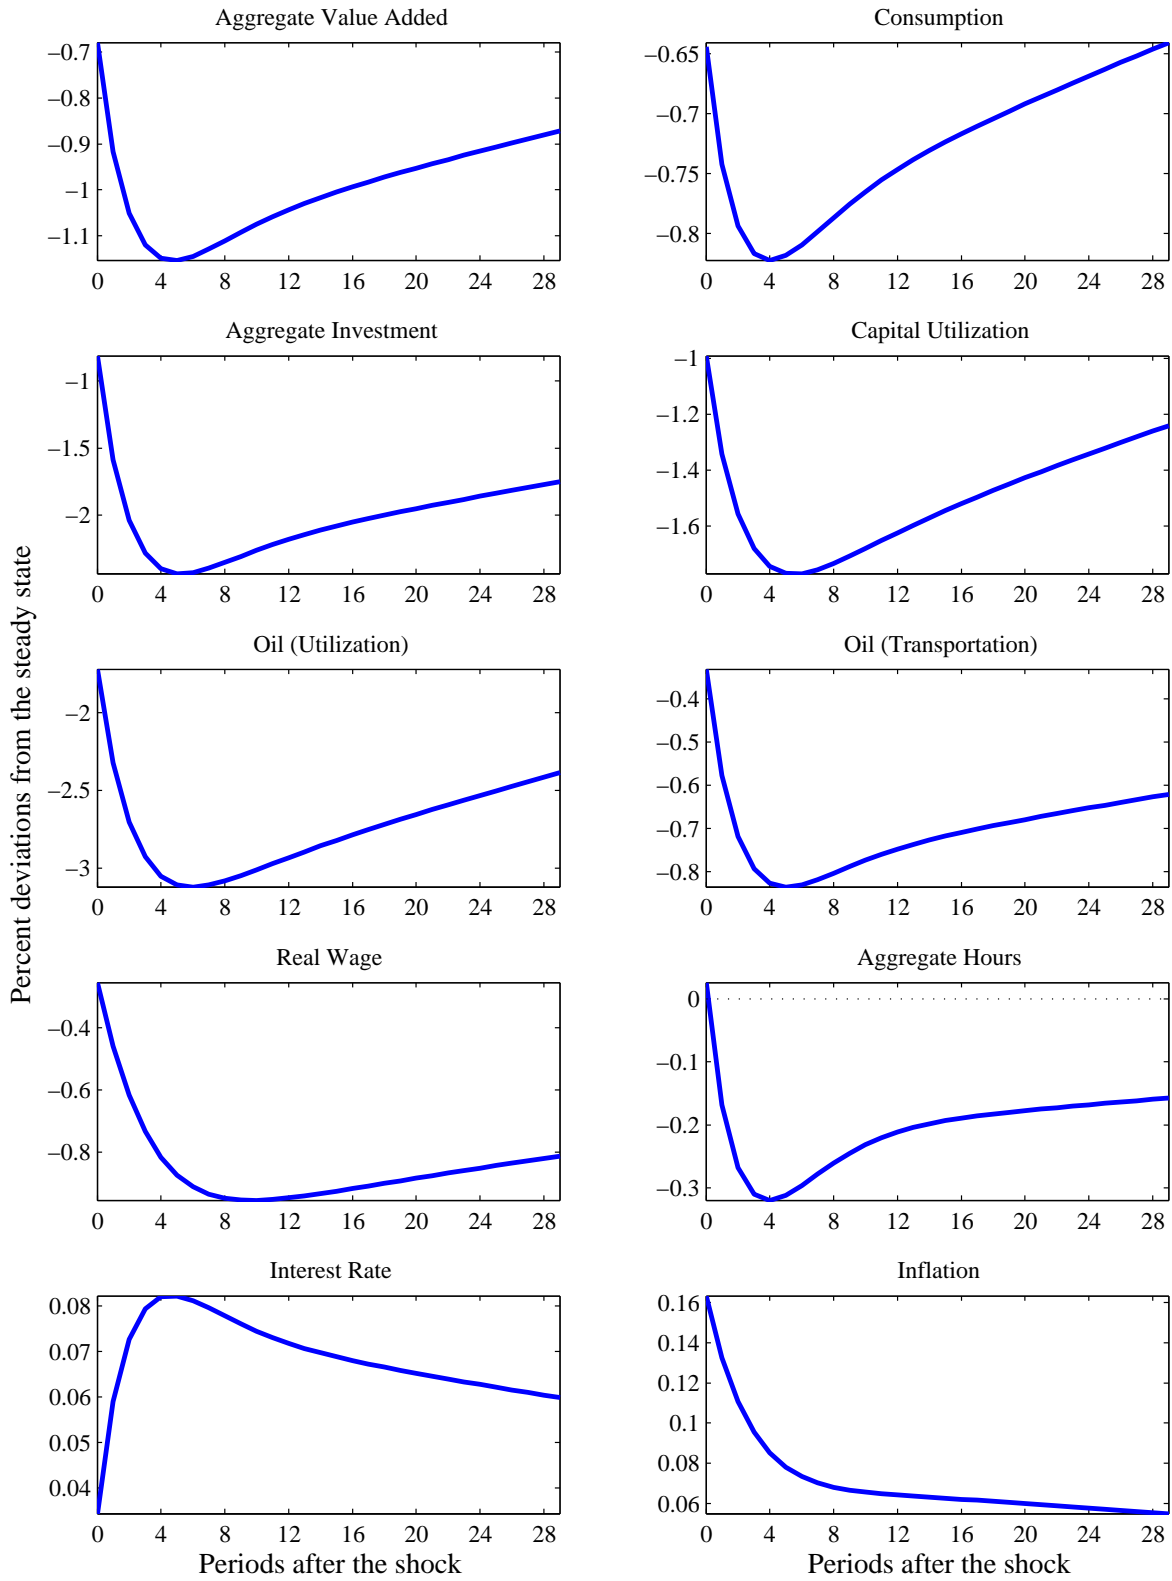 Aggregate Value Added
−0.7
−0.8
−0.9
−1
−1.1
0 4 8 12 16 20 24 28
Consumption
−0.65
−0.7
−0.75
−0.8
0 4 8 12 16 20 24 28
Aggregate Investment
−1
−1.5
−2
0 4 8 12 16 20 24 28
Capital Utilization
−1
−1.2
−1.4
−1.6
0 4 8 12 16 20 24 28
Percent deviations from the steady state
Oil (Utilization)
−2
−2.5
−3
0 4 8 12 16 20 24 28
Oil (Transportation)
−0.4
−0.5
−0.6
−0.7
−0.8
0 4 8 12 16 20 24 28
Real Wage
−0.4
−0.6
−0.8
0 4 8 12 16 20 24 28
Aggregate Hours
0
−0.1
−0.2
−0.3
0 4 8 12 16 20 24 28
Interest Rate
0.08
0.07
0.06
0.05
0.04
0 4 8 12 16 20 24 28
Periods after the shock
Inflation
0.16
0.14
0.12
0.1
0.08
0.06
0 4 8 12 16 20 24 28
Periods after the shock